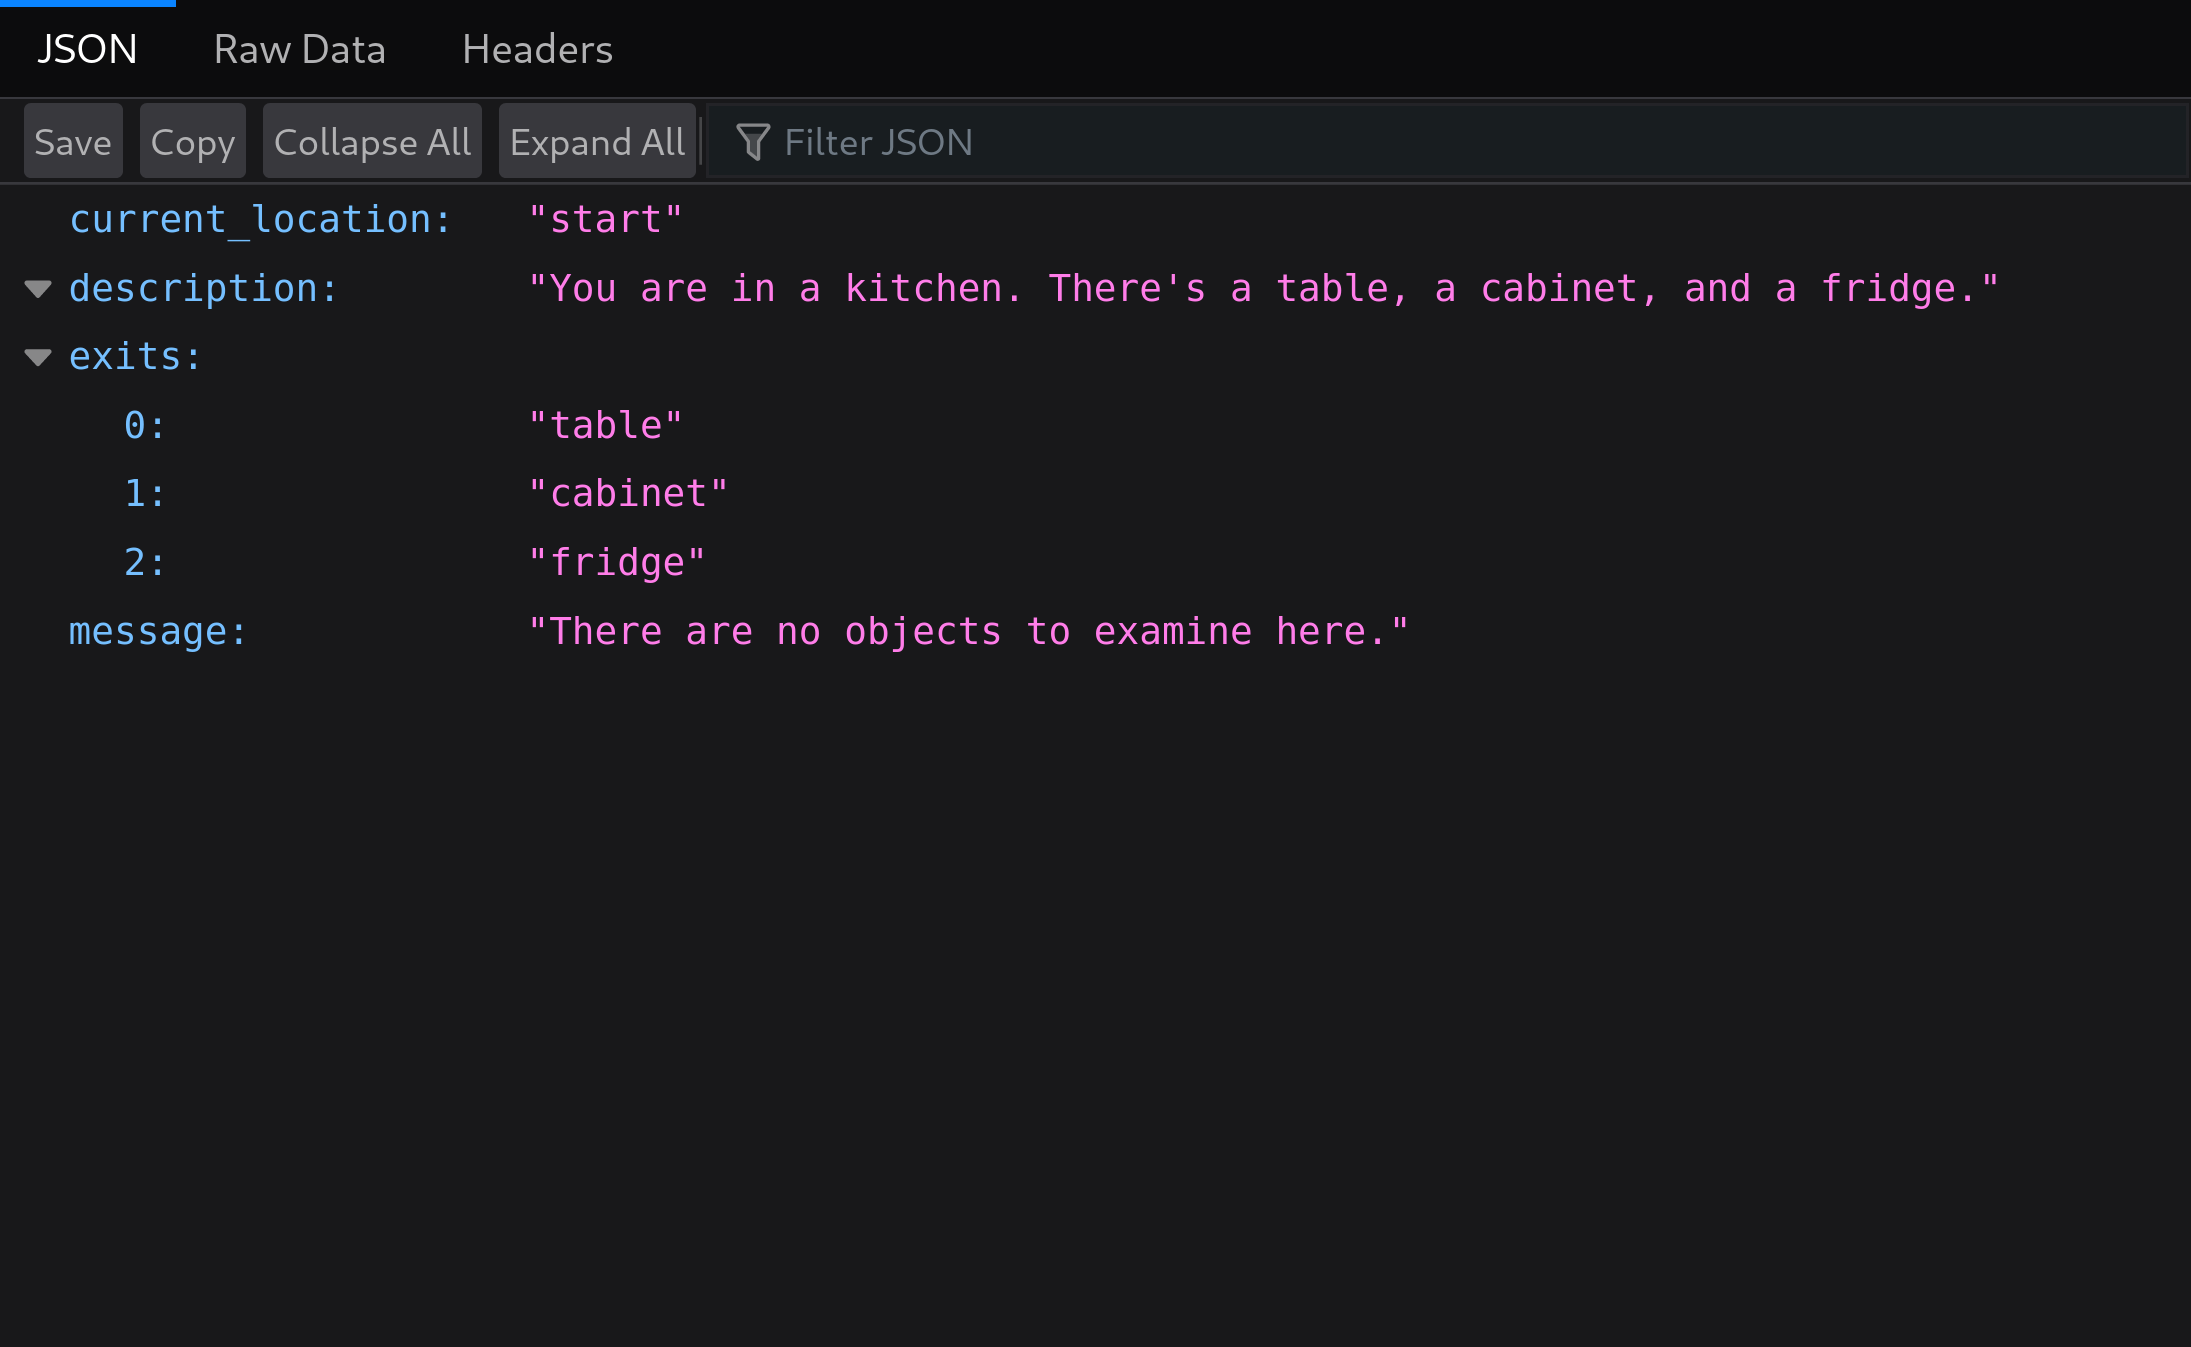 JSON Raw Data Headers
Save Copy Collapse All Expand All Filter JSON
current_location: "start"
description: "You are in a kitchen. There's a table, a cabinet, and a fridge."
exits:
0: "table"
1: "cabinet"
2: "fridge"
message: "There are no objects to examine here."